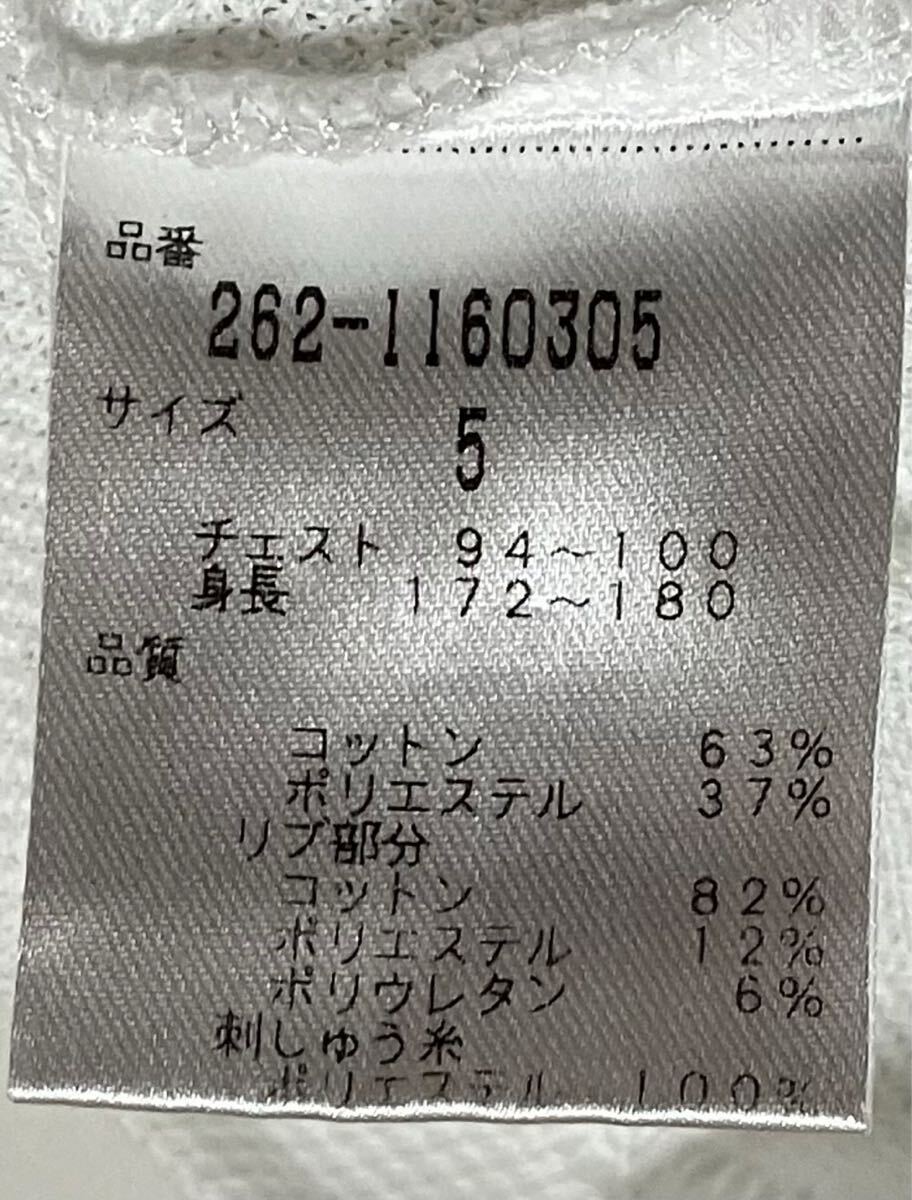 品番
262-1160305
サイズ 5
チェスト 94~100
身長 172~180
品質
コットン 63%
ポリエステル 37%
リブ部分
コットン 82%
ポリエステル 12%
ポリウレタン 6%
刺しゅう糸
ポリエステル 100%